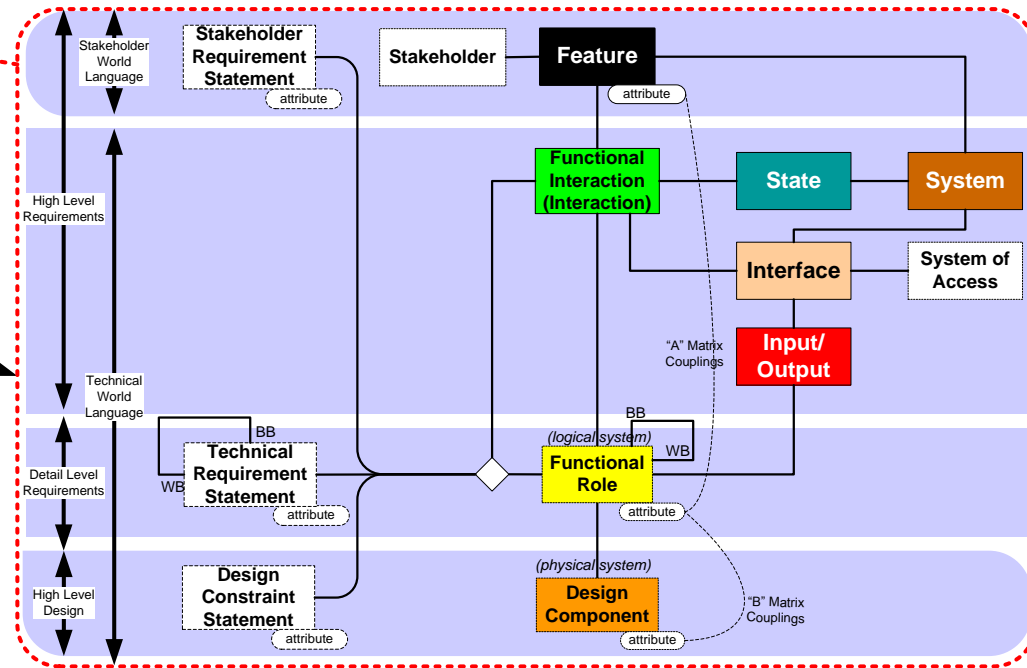 Stakeholder
World
Language
Stakeholder
Requirement
Statement
attribute
Stakeholder
Feature
attribute
High Level
Requirements
Functional
Interaction
(Interaction)
State
System
Interface
System of
Access
Input/
Output
"A" Matrix
Couplings
Technical
World
Language
Detail Level
Requirements
BB
WB
Technical
Requirement
Statement
attribute
(logical system)
BB
WB
Functional
Role
attribute
High Level
Design
Design
Constraint
Statement
attribute
(physical system)
Design
Component
attribute
"B" Matrix
Couplings